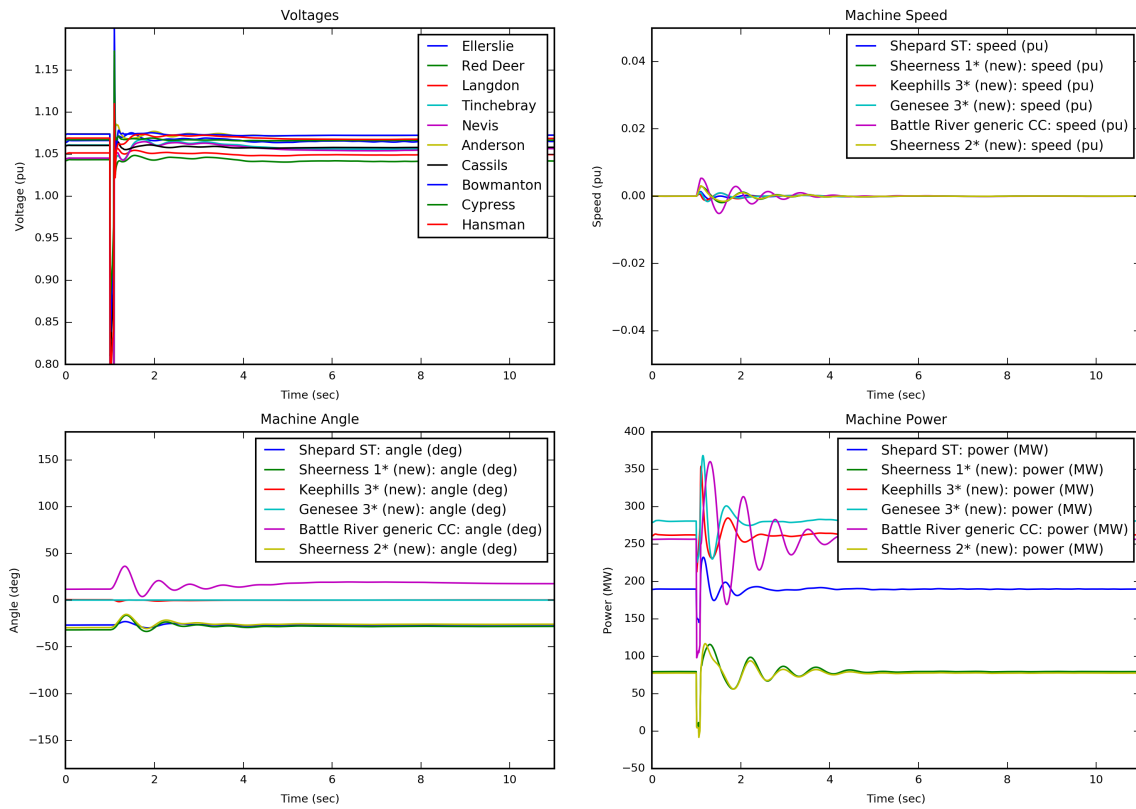 Voltages
Voltage (pu)
1.15
1.10
1.05
1.00
0.95
0.90
0.85
0.80
0 2 4 6 8 10
Time (sec)
Ellerslie
Red Deer
Langdon
Tinchebray
Nevis
Anderson
Cassils
Bowmanton
Cypress
Hansman
Machine Speed
Speed (pu)
0.04
0.02
0.00
−0.02
−0.04
0 2 4 6 8 10
Time (sec)
Shepard ST: speed (pu)
Sheerness 1* (new): speed (pu)
Keephills 3* (new): speed (pu)
Genesee 3* (new): speed (pu)
Battle River generic CC: speed (pu)
Sheerness 2* (new): speed (pu)
Machine Angle
Angle (deg)
150
100
50
0
−50
−100
−150
0 2 4 6 8 10
Time (sec)
Shepard ST: angle (deg)
Sheerness 1* (new): angle (deg)
Keephills 3* (new): angle (deg)
Genesee 3* (new): angle (deg)
Battle River generic CC: angle (deg)
Sheerness 2* (new): angle (deg)
Machine Power
Power (MW)
400
350
300
250
200
150
100
50
0
−50
0 2 4 6 8 10
Time (sec)
Shepard ST: power (MW)
Sheerness 1* (new): power (MW)
Keephills 3* (new): power (MW)
Genesee 3* (new): power (MW)
Battle River generic CC: power (MW)
Sheerness 2* (new): power (MW)